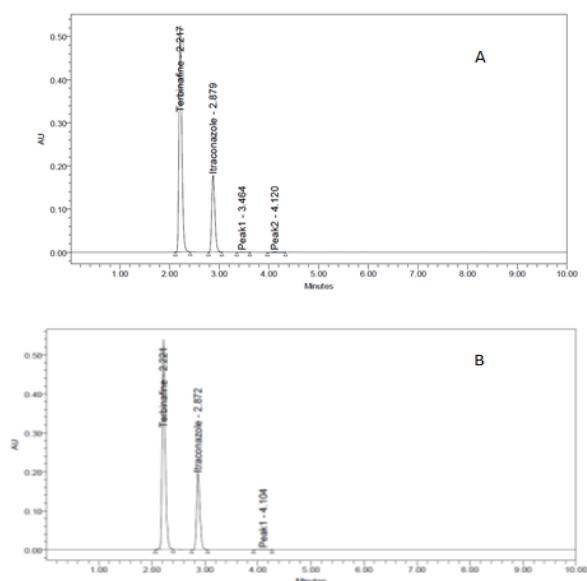 A
0.50
0.40
0.30
0.20
0.10
0.00
AU
Terbinafine - 2.217
Itraconazole - 2.879
Peak1 - 3.464
Peak2 - 4.120
1.00 2.00 3.00 4.00 5.00 6.00 7.00 8.00 9.00 10.00
Minutes
B
0.50
0.40
0.30
0.20
0.10
0.00
AU
Terbinafine - 2.221
Itraconazole - 2.872
Peak1 - 4.104
1.00 2.00 3.00 4.00 5.00 6.00 7.00 8.00 9.00 10.00
Minutes